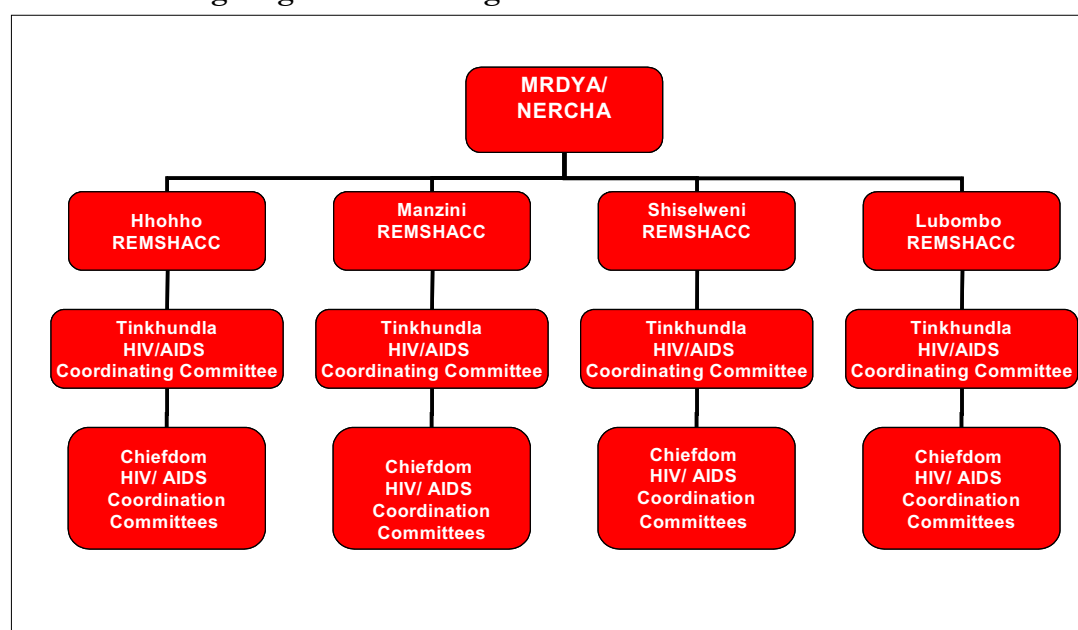 MRDYA/
NERCHA
Hhohho
REMSHACC
Manzini
REMSHACC
Shiselweni
REMSHACC
Lubombo
REMSHACC
Tinkhundla
HIV/AIDS
Coordinating Committee
Tinkhundla
HIV/AIDS
Coordinating Committee
Tinkhundla
HIV/AIDS
Coordinating Committee
Tinkhundla
HIV/AIDS
Coordinating Committee
Chiefdom
HIV/ AIDS
Coordination
Committees
Chiefdom
HIV/ AIDS
Coordination
Committees
Chiefdom
HIV/ AIDS
Coordination
Committees
Chiefdom
HIV/ AIDS
Coordination
Committees